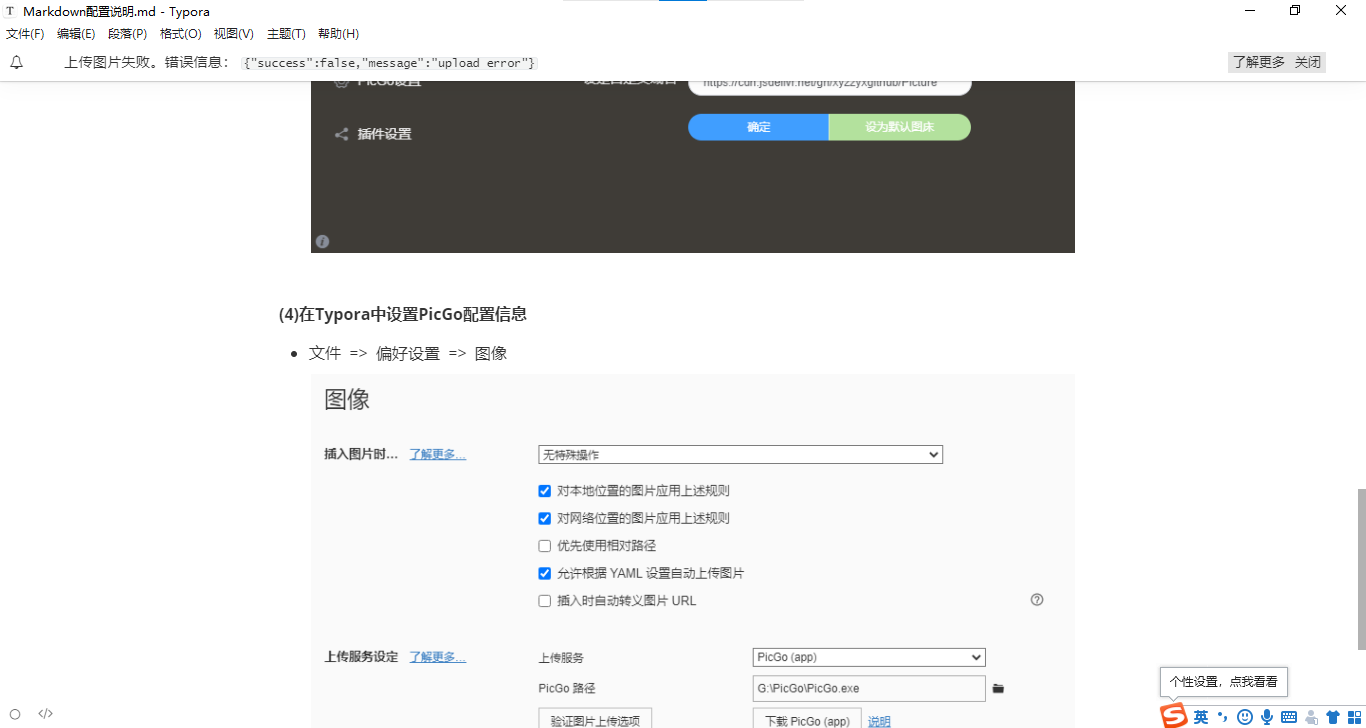 T Markdown配置说明.md - Typora
文件(F) 编辑(E) 段落(P) 格式(O) 视图(V) 主题(T) 帮助(H)
上传图片失败。错误信息: {"success":false,"message":"upload error"}
了解更多 关闭
PicGo设置
https://cdn.jsdelivr.net/gh/xyzzyxgithub/Picture
插件设置
确定 设为默认图床
(4)在Typora中设置PicGo配置信息
文件 => 偏好设置 => 图像
图像
插入图片时... 了解更多... 无特殊操作
对本地位置的图片应用上述规则
对网络位置的图片应用上述规则
优先使用相对路径
允许根据 YAML 设置自动上传图片
插入时自动转义图片 URL
上传服务设定 了解更多... 上传服务 PicGo (app)
PicGo 路径 G:\PicGo\PicGo.exe
验证图片上传选项 下载 PicGo (app) 说明
个性设置，点我看看
S 英